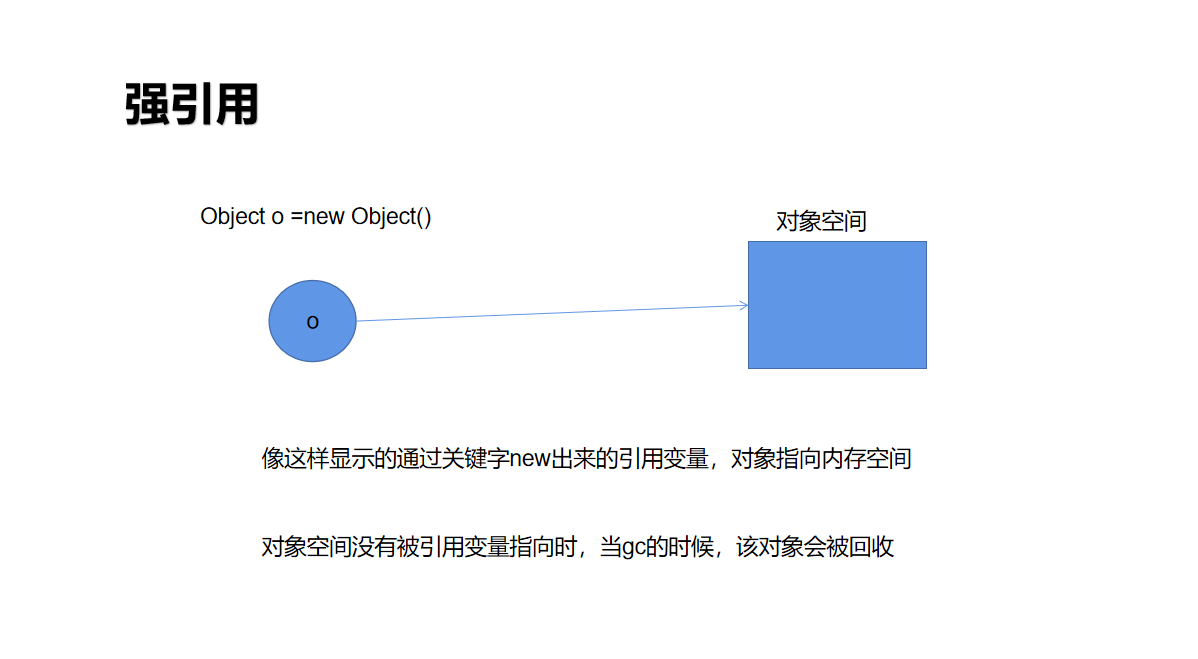 强引用
Object o =new Object()
对象空间
o
像这样显示的通过关键字new出来的引用变量，对象指向内存空间
对象空间没有被引用变量指向时，当gc的时候，该对象会被回收